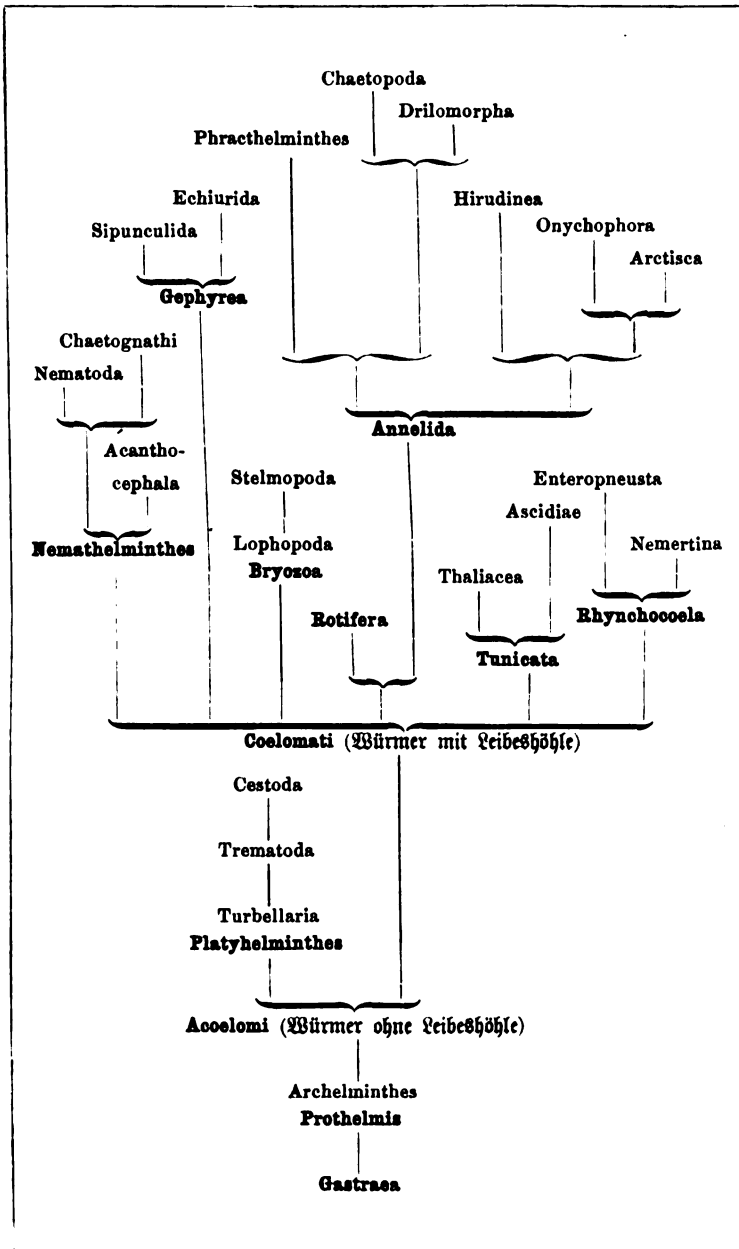 Chaetopoda
Drilomorpha
Phracthelminthes
Echiurida
Hirudinea
Sipunculida
Onychophora
Arctisca
Gephyrea
Chaetognathi
Nematoda
Annelida
Acantho-
cephala
Stelmopoda
Enteropneusta
Ascidiae
Nemathelminthes
Lophopoda
Nemertina
Bryozoa
Thaliacea
Rotifera
Rhynchocoela
Tunicata
Coelomati (Würmer mit Leibeshöhle)
Cestoda
Trematoda
Turbellaria
Platyhelminthes
Acoelomi (Würmer ohne Leibeshöhle)
Archelminthes
Prothelmis
Gastraea